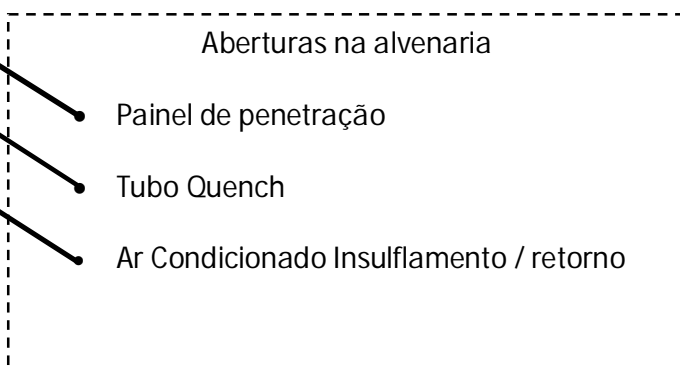 Aberturas na alvenaria
Painel de penetração
Tubo Quench
Ar Condicionado Insulflamento / retorno